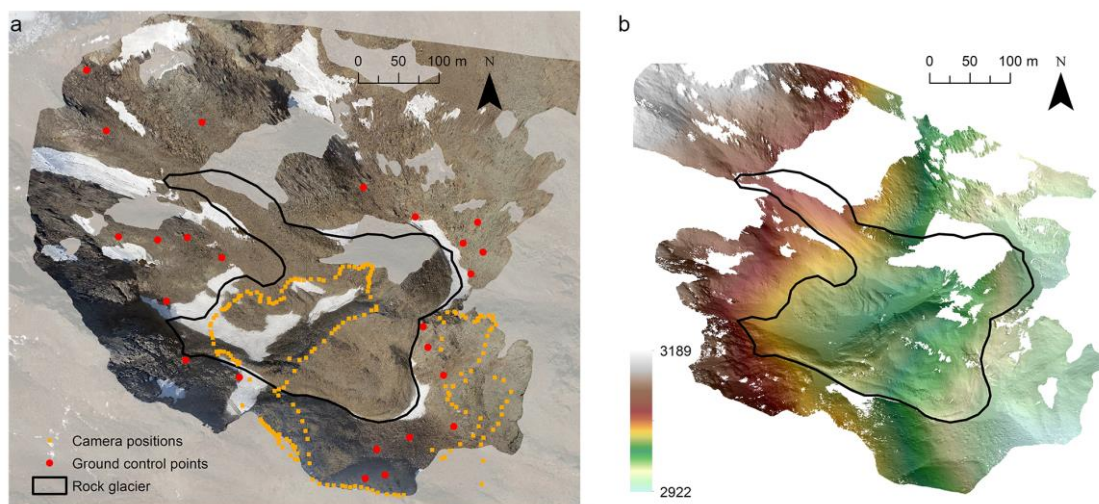 a
0 50 100 m
N
Camera positions
Ground control points
Rock glacier
b
0 50 100 m
N
3189
2922